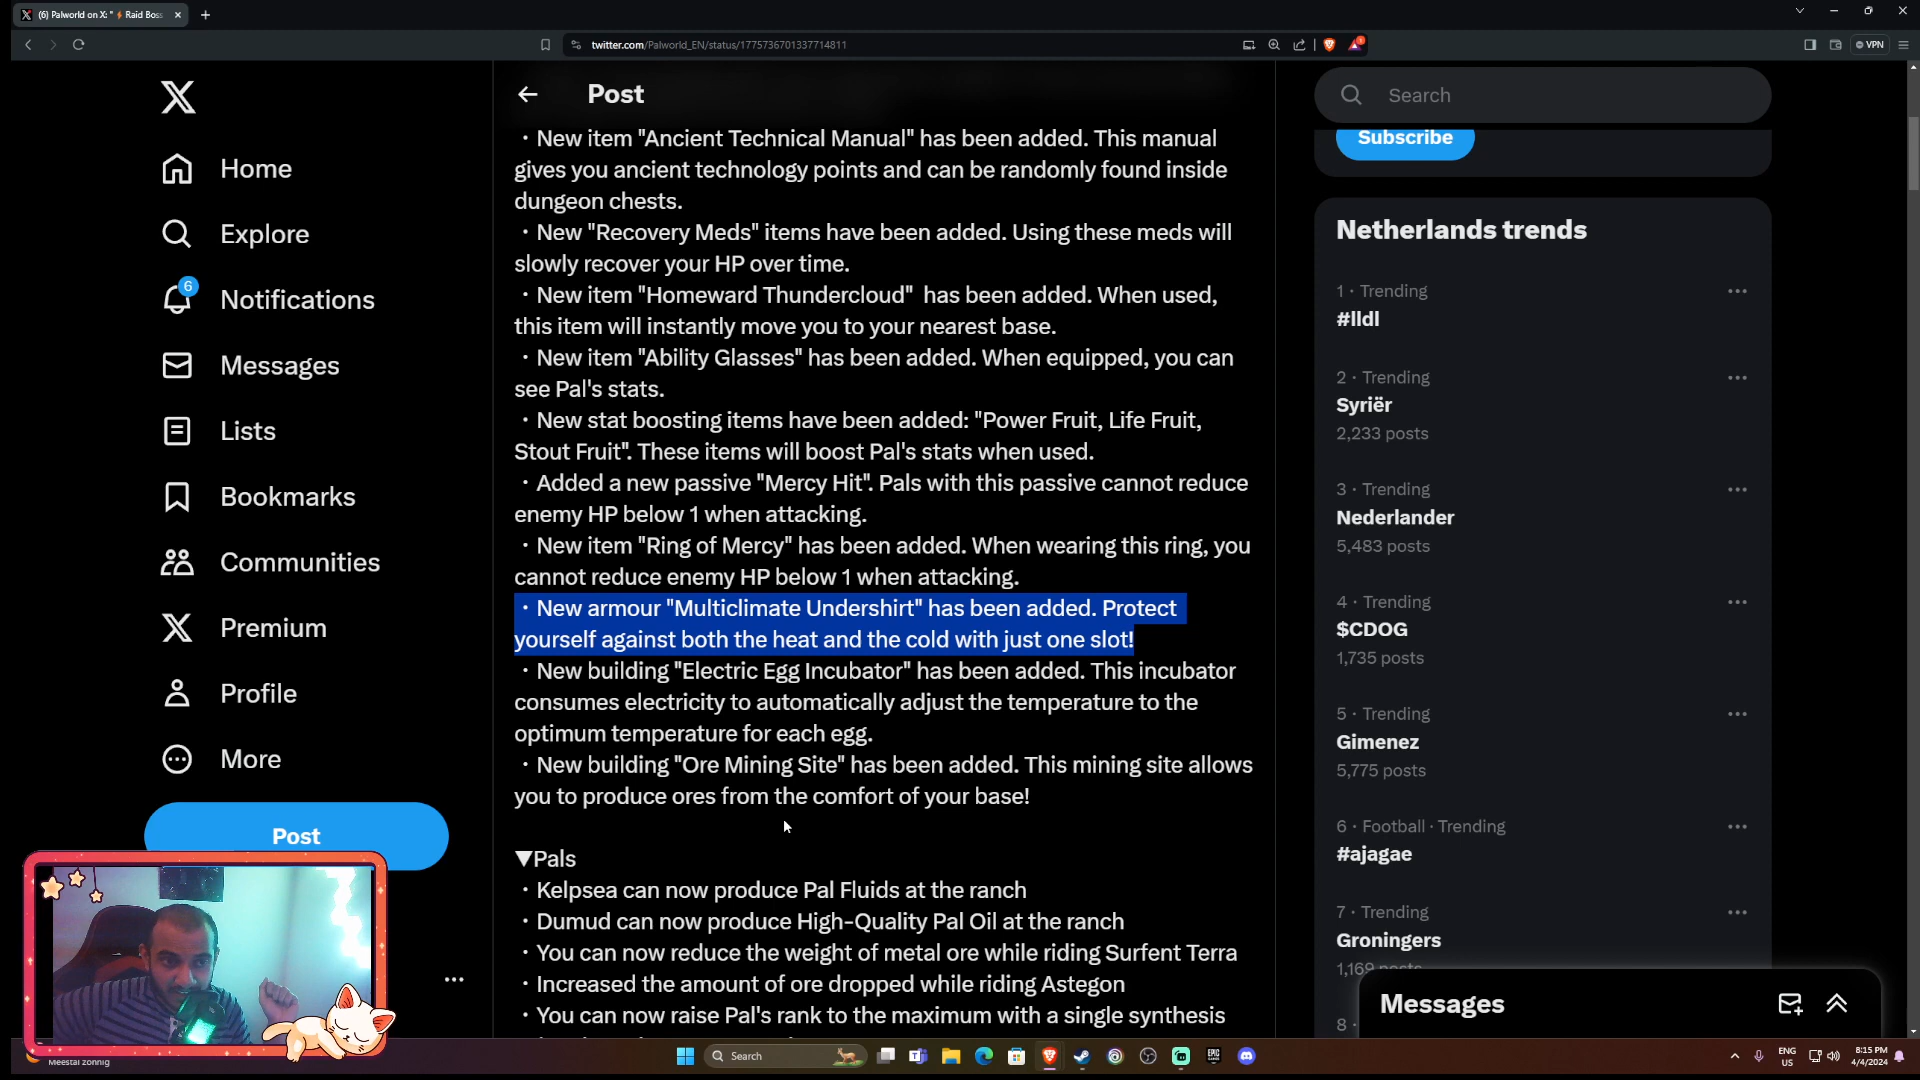 (6) Palworld on X: "⚡Raid Boss
twitter.com/Palworld_EN/status/1775736701337714811
VPN
Post
Search
Subscribe
Home
Explore
6
Notifications
Messages
Lists
Bookmarks
Communities
Premium
Profile
More
Post
・New item "Ancient Technical Manual" has been added. This manual
gives you ancient technology points and can be randomly found inside
dungeon chests.
・New "Recovery Meds" items have been added. Using these meds will
slowly recover your HP over time.
・New item "Homeward Thundercloud"  has been added. When used,
this item will instantly move you to your nearest base.
・New item "Ability Glasses" has been added. When equipped, you can
see Pal's stats.
・New stat boosting items have been added: "Power Fruit, Life Fruit,
Stout Fruit". These items will boost Pal's stats when used.
・Added a new passive "Mercy Hit". Pals with this passive cannot reduce
enemy HP below 1 when attacking.
・New item "Ring of Mercy" has been added. When wearing this ring, you
cannot reduce enemy HP below 1 when attacking.
・New armour "Multiclimate Undershirt" has been added. Protect
yourself against both the heat and the cold with just one slot!
・New building "Electric Egg Incubator" has been added. This incubator
consumes electricity to automatically adjust the temperature to the
optimum temperature for each egg.
・New building "Ore Mining Site" has been added. This mining site allows
you to produce ores from the comfort of your base!
▼Pals
・Kelpsea can now produce Pal Fluids at the ranch
・Dumud can now produce High-Quality Pal Oil at the ranch
・You can now reduce the weight of metal ore while riding Surfent Terra
・Increased the amount of ore dropped while riding Astegon
・You can now raise Pal's rank to the maximum with a single synthesis
Netherlands trends
1 · Trending
#lldl
2 · Trending
Syriër
2,233 posts
3 · Trending
Nederlander
5,483 posts
4 · Trending
$CDOG
1,735 posts
5 · Trending
Gimenez
5,775 posts
6 · Football · Trending
#ajagae
7 · Trending
Groningers
1,169 posts
8 ·
Messages
Meestal zonnig
Search
ENG
US
8:15 PM
4/4/2024